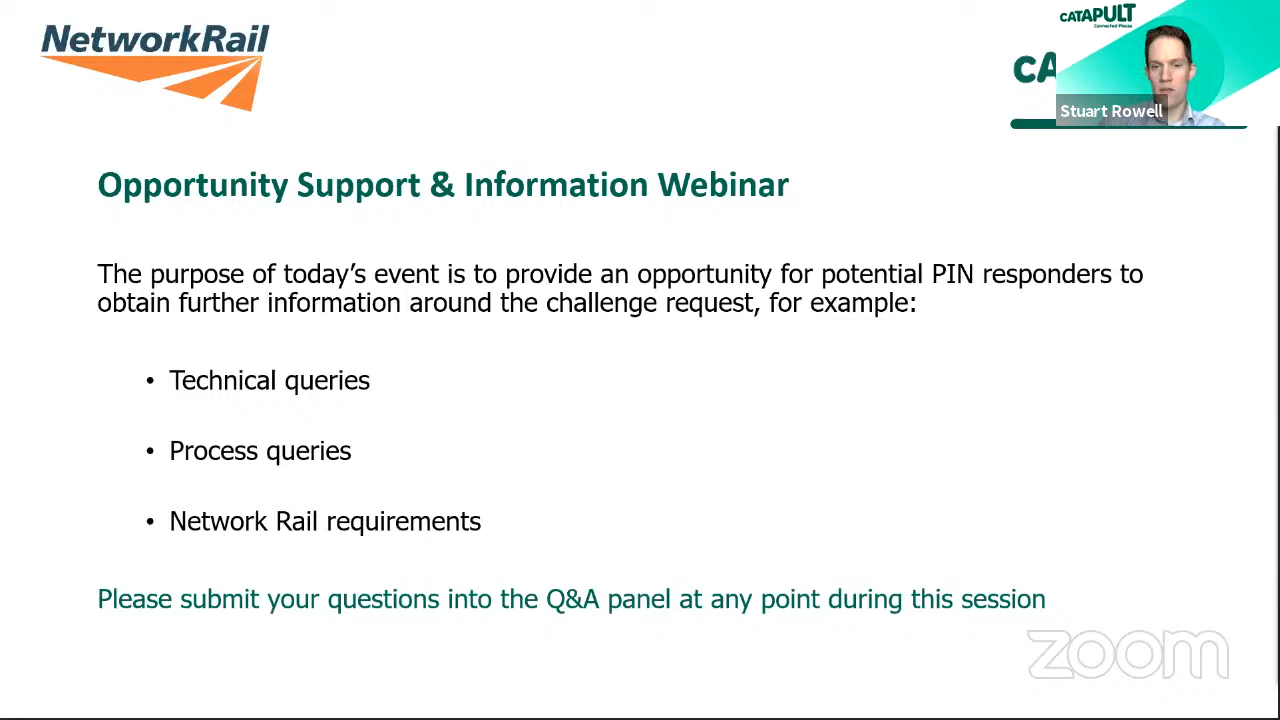 NetworkRail
CATAPULT
Connected Places
CA
Stuart Rowell
Opportunity Support & Information Webinar
The purpose of today’s event is to provide an opportunity for potential PIN responders to
obtain further information around the challenge request, for example:
• Technical queries
• Process queries
• Network Rail requirements
Please submit your questions into the Q&A panel at any point during this session
zoom